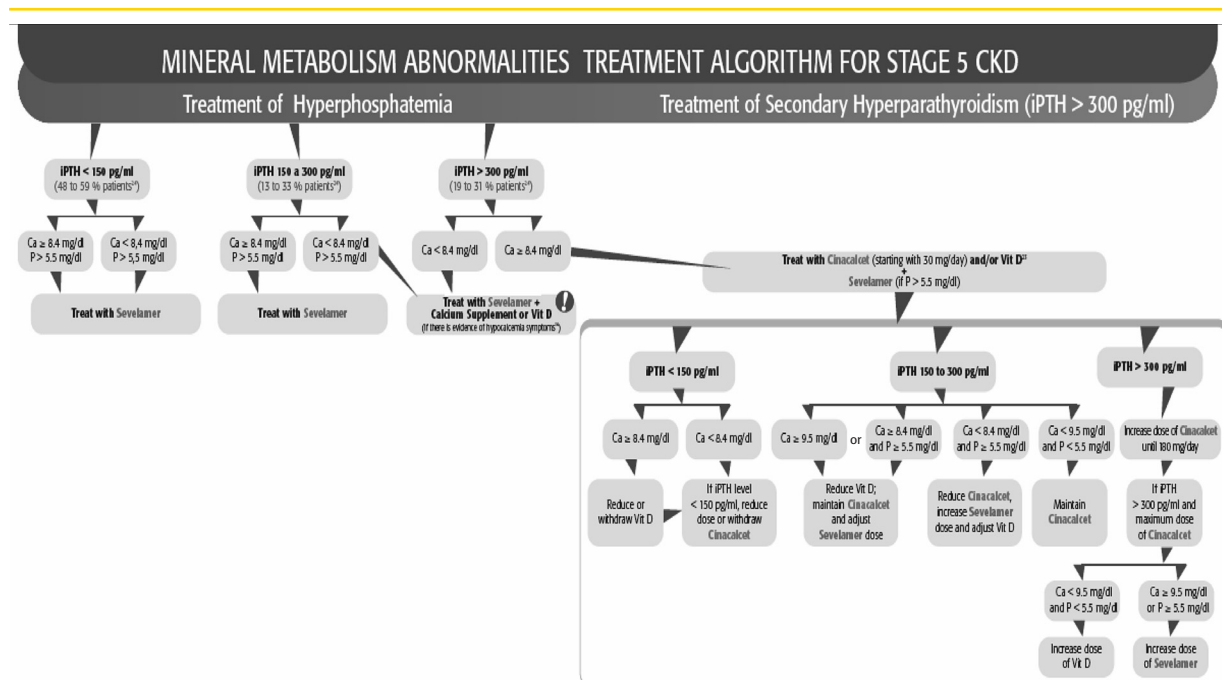 MINERAL METABOLISM ABNORMALITIES TREATMENT ALGORITHM FOR STAGE 5 CKD
Treatment of Hyperphosphatemia
Treatment of Secondary Hyperparathyroidism (iPTH > 300 pg/ml)
iPTH < 150 pg/ml
(48 to 59 % patients²⁴)
Ca ≥ 8.4 mg/dl
P > 5.5 mg/dl
Ca < 8,4 mg/dl
P > 5,5 mg/dl
Treat with Sevelamer
iPTH 150 a 300 pg/ml
(13 to 33 % patients²⁴)
Ca ≥ 8.4 mg/dl
P > 5.5 mg/dl
Ca < 8.4 mg/dl
P > 5.5 mg/dl
Treat with Sevelamer
iPTH > 300 pg/ml
(19 to 31 % patients²⁴)
Ca < 8.4 mg/dl
Ca ≥ 8.4 mg/dl
Treat with Sevelamer +
Calcium Supplement or Vit D
(If there is evidence of hypocalcemia symptoms)
!
Treat with Cinacalcet (starting with 30 mg/day) and/or Vit D
+
Sevelamer (if P > 5.5 mg/dl)
iPTH < 150 pg/ml
Ca ≥ 8.4 mg/dl
Ca < 8.4 mg/dl
Reduce or
withdraw Vit D
If iPTH level
< 150 pg/ml, reduce
dose or withdraw
Cinacalcet
iPTH 150 to 300 pg/ml
Ca ≥ 9.5 mg/dl
or
Ca ≥ 8.4 mg/dl
and P ≥ 5.5 mg/dl
Ca < 8.4 mg/dl
and P ≥ 5.5 mg/dl
Ca < 9.5 mg/dl
and P < 5.5 mg/dl
Reduce Vit D;
maintain Cinacalcet
and adjust
Sevelamer dose
Reduce Cinacalcet,
increase Sevelamer
dose and adjust Vit D
Maintain
Cinacalcet
iPTH > 300 pg/ml
Increase dose of Cinacalcet
until 180 mg/day
If iPTH
> 300 pg/ml and
maximum dose
of Cinacalcet
Ca < 9.5 mg/dl
and P < 5.5 mg/dl
Ca ≥ 9.5 mg/dl
or P ≥ 5.5 mg/dl
Increase dose
of Vit D
Increase dose
of Sevelamer